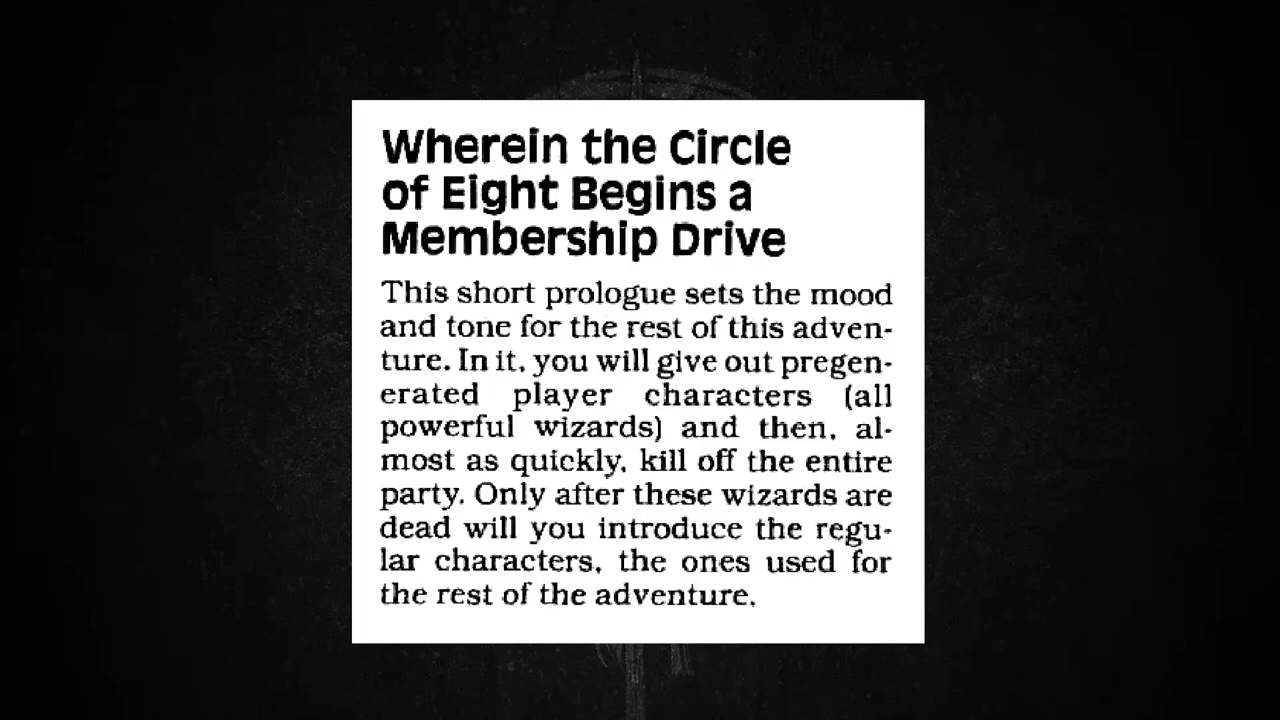 Wherein the Circle
of Eight Begins a
Membership Drive
This short prologue sets the mood
and tone for the rest of this adven-
ture. In it, you will give out pregen-
erated player characters (all
powerful wizards) and then, al-
most as quickly, kill off the entire
party. Only after these wizards are
dead will you introduce the regu-
lar characters, the ones used for
the rest of the adventure.